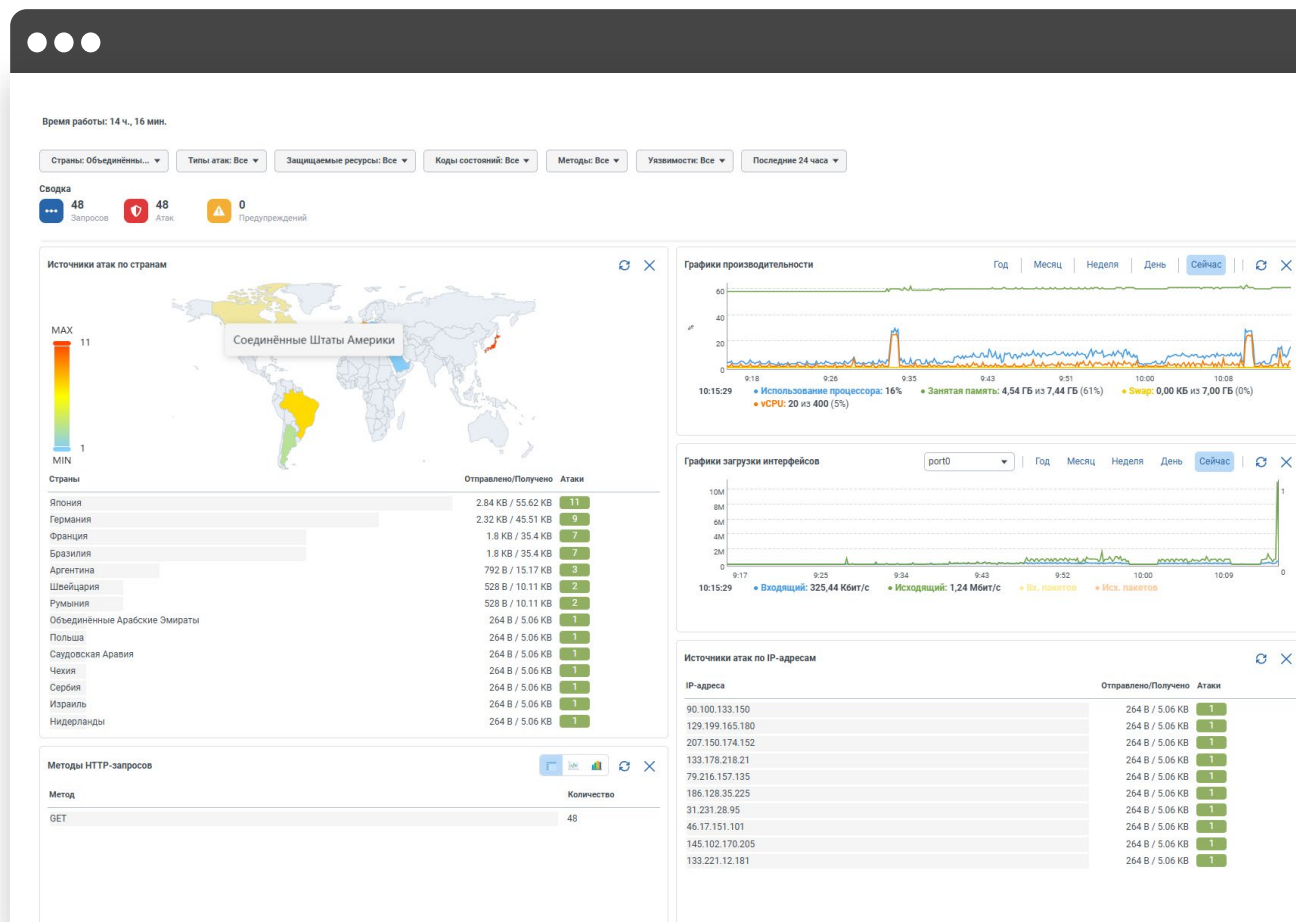 Время работы: 14 ч., 16 мин.
Страны: Объединённы... Типы атак: Все Защищаемые ресурсы: Все Коды состояний: Все Методы: Все Уязвимости: Все Последние 24 часа
Сводка
48 Запросов 48 Атак 0 Предупреждений
Источники атак по странам
MAX
11
1
MIN
Соединённые Штаты Америки
Страны Отправлено/Получено Атаки
Япония 2.84 KB / 55.62 KB 11
Германия 2.32 KB / 45.51 KB 9
Франция 1.8 KB / 35.4 KB 7
Бразилия 1.8 KB / 35.4 KB 7
Аргентина 792 B / 15.17 KB 3
Швейцария 528 B / 10.11 KB 2
Румыния 528 B / 10.11 KB 2
Объединённые Арабские Эмираты 264 B / 5.06 KB 1
Польша 264 B / 5.06 KB 1
Саудовская Аравия 264 B / 5.06 KB 1
Чехия 264 B / 5.06 KB 1
Сербия 264 B / 5.06 KB 1
Израиль 264 B / 5.06 KB 1
Нидерланды 264 B / 5.06 KB 1
Методы HTTP-запросов
Метод Количество
GET 48
Графики производительности Год Месяц Неделя День Сейчас
60
40
%
20
0
9:18 9:26 9:35 9:43 9:51 10:00 10:08
10:15:29 Использование процессора: 16% Занятая память: 4,54 ГБ из 7,44 ГБ (61%) Swap: 0,00 КБ из 7,00 ГБ (0%)
vCPU: 20 из 400 (5%)
Графики загрузки интерфейсов port0 Год Месяц Неделя День Сейчас
10M 1
8M
6M
4M
2M
0 0
9:17 9:25 9:34 9:43 9:52 10:00 10:09
10:15:29 Входящий: 325,44 Кбит/с Исходящий: 1,24 Мбит/с Вх. пакетов Исх. пакетов
Источники атак по IP-адресам
IP-адреса Отправлено/Получено Атаки
90.100.133.150 264 B / 5.06 KB 1
129.199.165.180 264 B / 5.06 KB 1
207.150.174.152 264 B / 5.06 KB 1
133.178.218.21 264 B / 5.06 KB 1
79.216.157.135 264 B / 5.06 KB 1
186.128.35.225 264 B / 5.06 KB 1
31.231.28.95 264 B / 5.06 KB 1
46.17.151.101 264 B / 5.06 KB 1
145.102.170.205 264 B / 5.06 KB 1
133.221.12.181 264 B / 5.06 KB 1